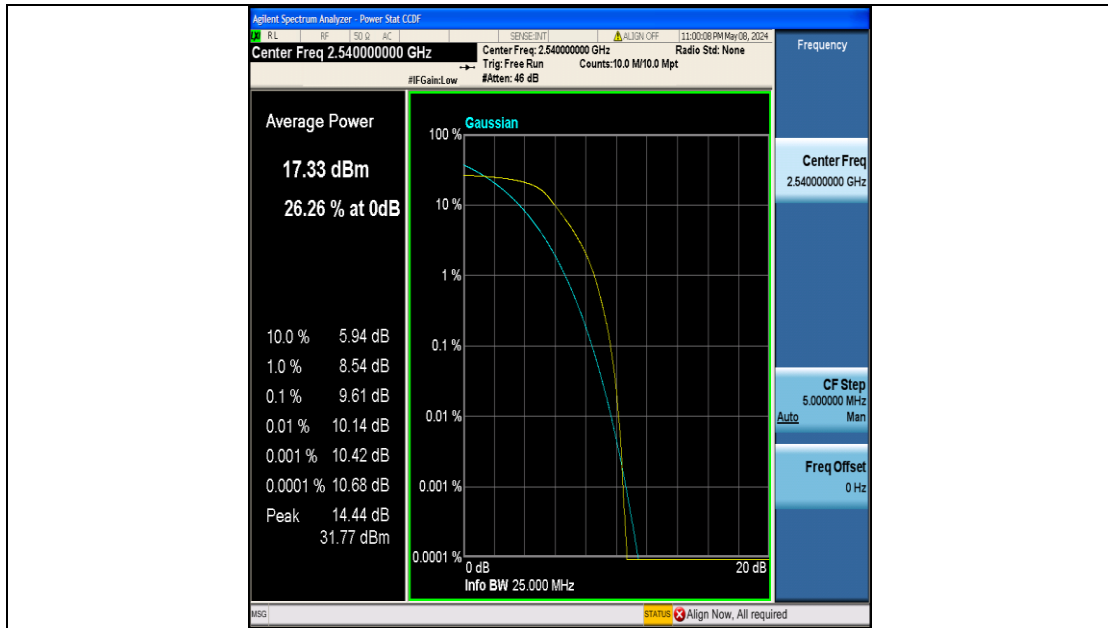 Agilent Spectrum Analyzer - Power Stat CCDF
RL RF 50 Ω AC SENSE:INT ALIGN OFF 11:00:08 PM May 08, 2024
Center Freq 2.540000000 GHz
Center Freq: 2.540000000 GHz Radio Std: None
Trig: Free Run Counts:10.0 M/10.0 Mpt
#IFGain:Low #Atten: 46 dB
Frequency
Average Power
17.33 dBm
26.26 % at 0dB
10.0 % 5.94 dB
1.0 % 8.54 dB
0.1 % 9.61 dB
0.01 % 10.14 dB
0.001 % 10.42 dB
0.0001 % 10.68 dB
Peak 14.44 dB
31.77 dBm
Gaussian
100 %
10 %
1 %
0.1 %
0.01 %
0.001 %
0.0001 %
0 dB 20 dB
Info BW 25.000 MHz
Center Freq
2.540000000 GHz
CF Step
5.000000 MHz
Auto Man
Freq Offset
0 Hz
MSG STATUS Align Now, All required